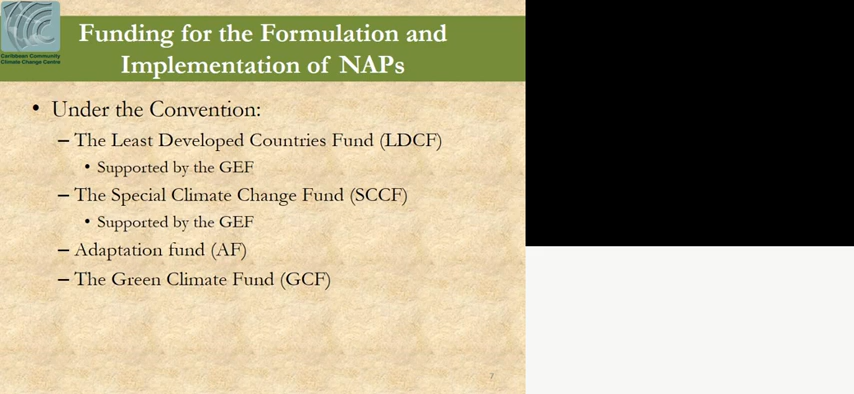 Caribbean Community
Climate Change Centre
Funding for the Formulation and
Implementation of NAPs
• Under the Convention:
– The Least Developed Countries Fund (LDCF)
• Supported by the GEF
– The Special Climate Change Fund (SCCF)
• Supported by the GEF
– Adaptation fund (AF)
– The Green Climate Fund (GCF)
7